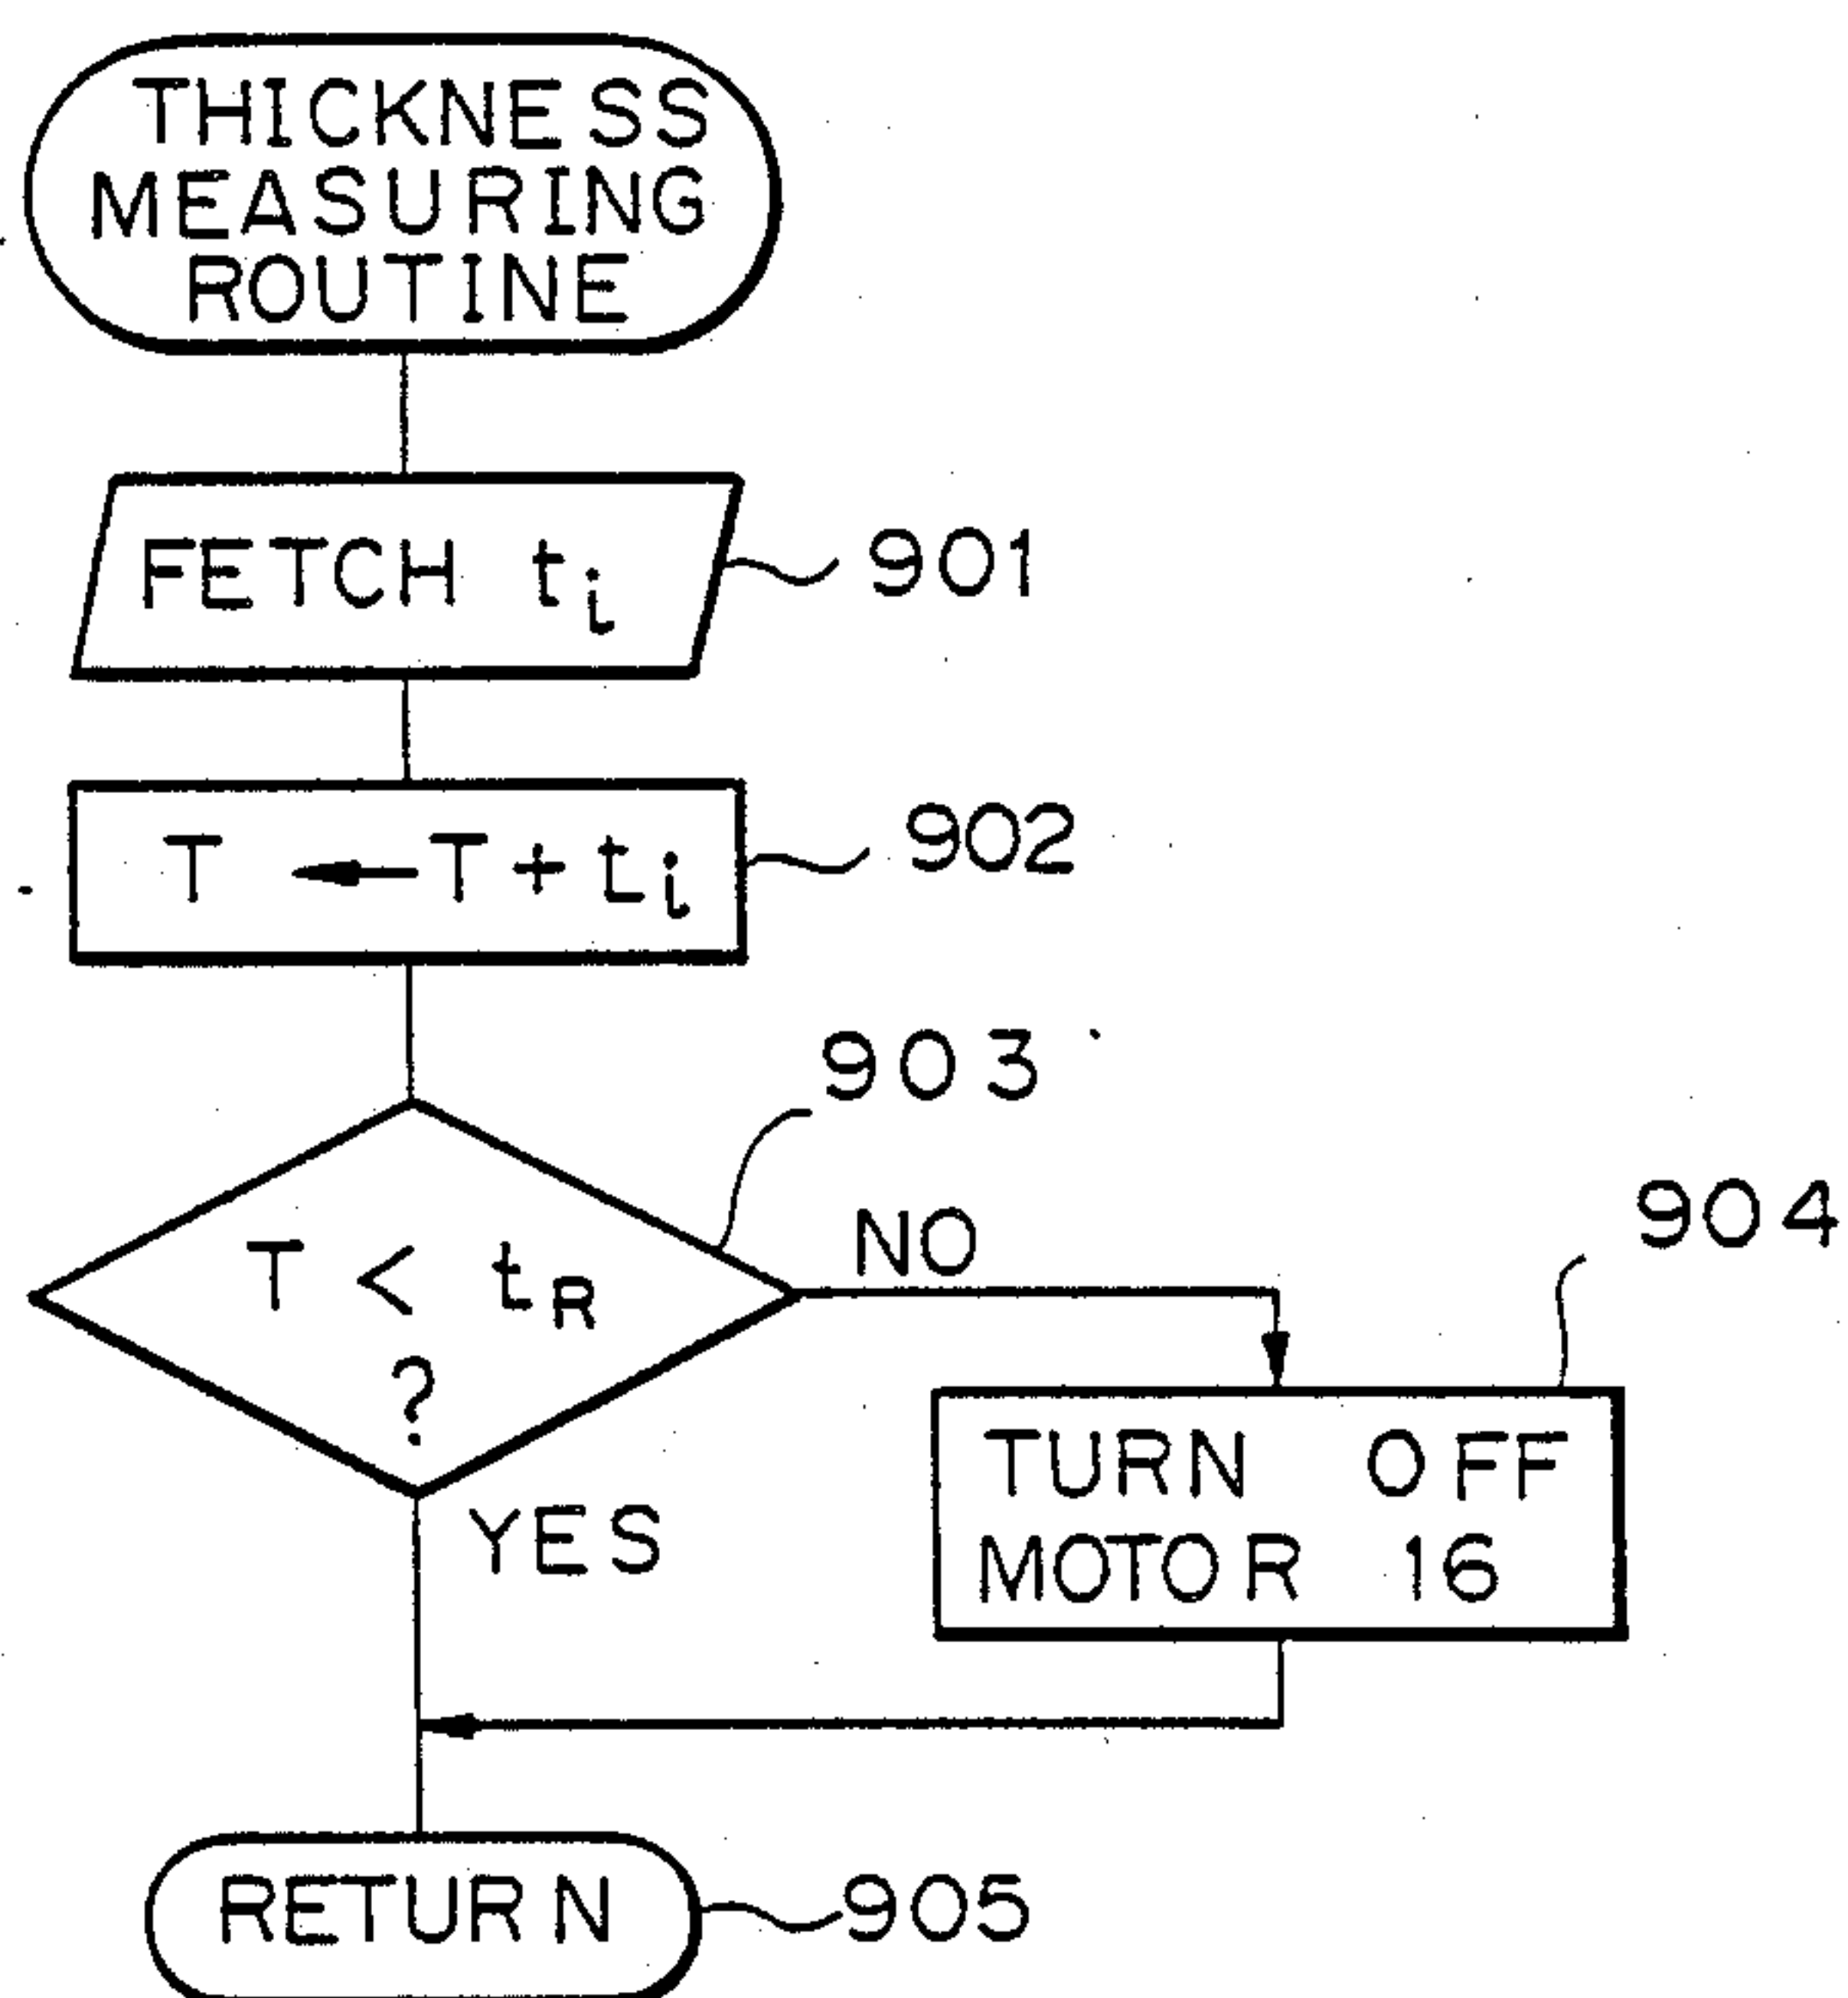 THICKNESS
MEASURING
ROUTINE
FETCH tᵢ
901
T ← T + tᵢ
902
903
T < t_R
?
NO
904
YES
TURN OFF
MOTOR 16
RETURN
905